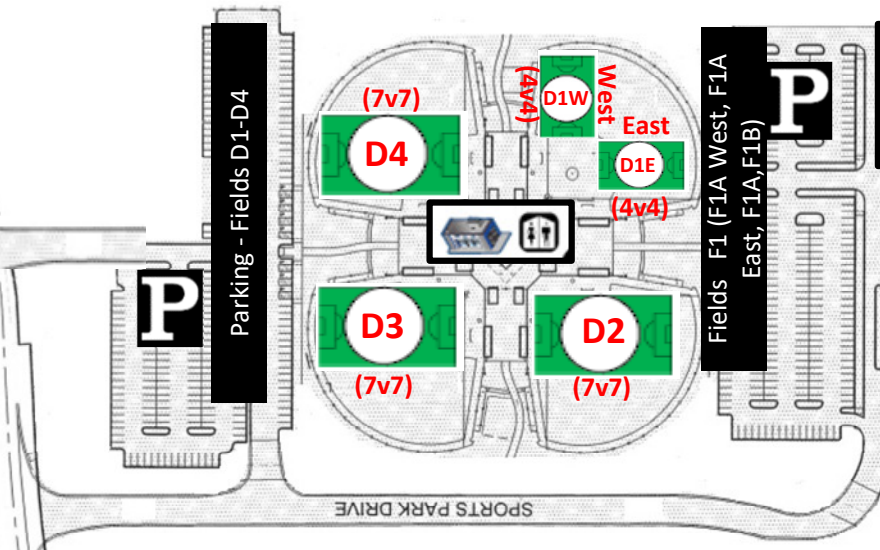 Parking - Fields D1-D4
P
(7v7)
D4
D1W
(4v4)
West
East
D1E
(4v4)
D3
(7v7)
D2
(7v7)
Fields F1 (F1A West, F1A
East, F1A,F1B)
P
SPORTS PARK DRIVE